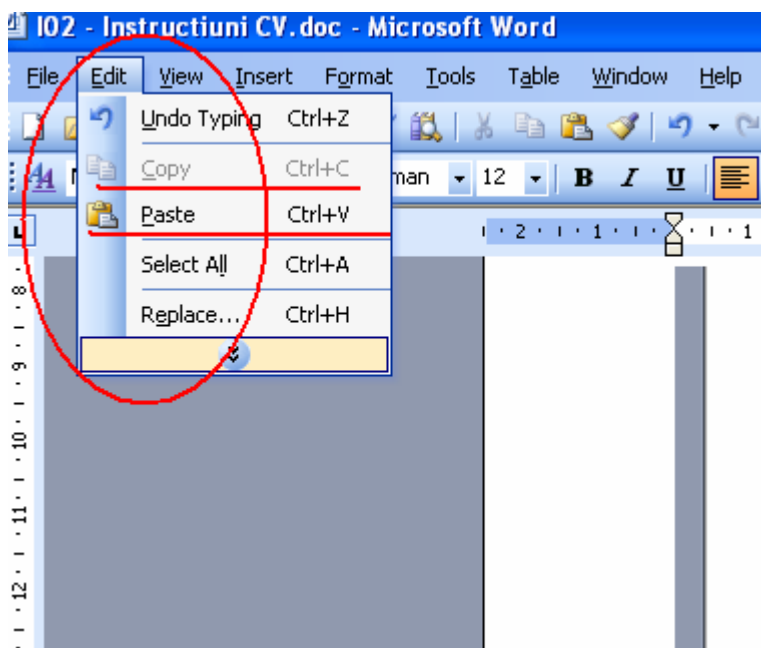 I02 - Instructiuni CV.doc - Microsoft Word
File Edit View Insert Format Tools Table Window Help
Undo Typing Ctrl+Z
Copy Ctrl+C
man 12 B I U
Paste Ctrl+V
2 1 1
Select All Ctrl+A
Replace... Ctrl+H
8
9
10
11
12